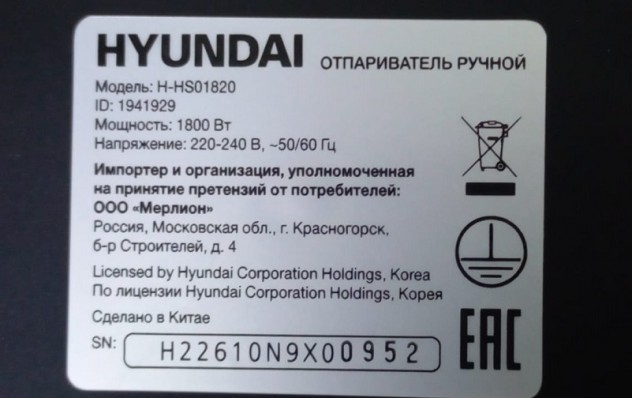 HYUNDAI ОТПАРИВАТЕЛЬ РУЧНОЙ
Модель: H-HS01820
ID: 1941929
Мощность: 1800 Вт
Напряжение: 220-240 В, ~50/60 Гц
Импортер и организация, уполномоченная
на принятие претензий от потребителей:
ООО «Мерлион»
Россия, Московская обл., г. Красногорск,
б-р Строителей, д. 4
Licensed by Hyundai Corporation Holdings, Korea
По лицензии Hyundai Corporation Holdings, Корея
Сделано в Китае
SN: H22610N9X00952
EAC